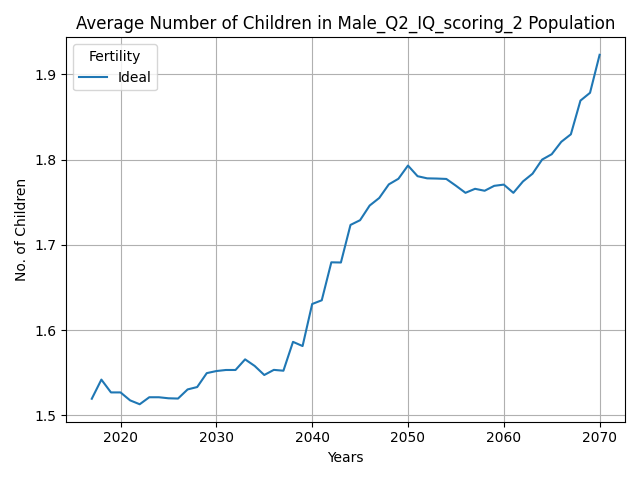 Average Number of Children in Male_Q2_IQ_scoring_2 Population
Fertility
Ideal
1.9
1.8
1.7
1.6
1.5
No. of Children
2020 2030 2040 2050 2060 2070
Years